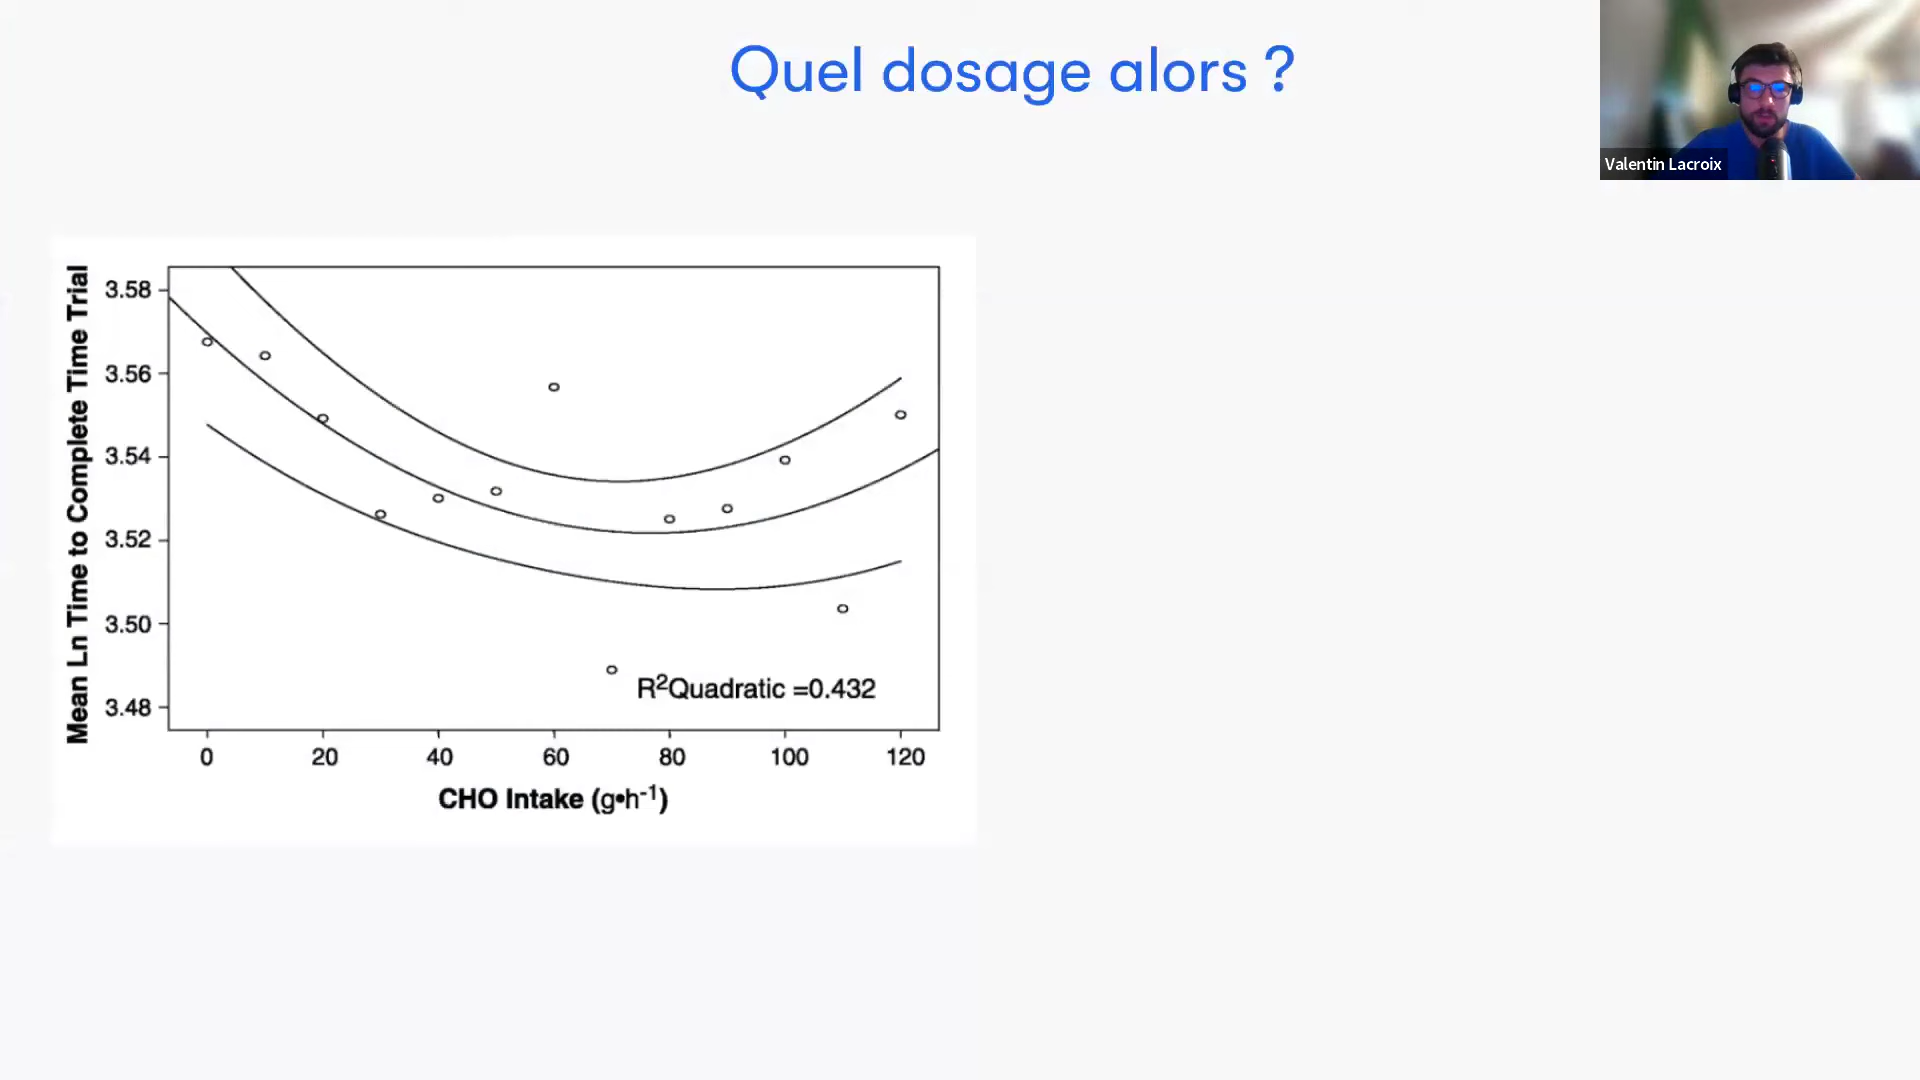 Quel dosage alors ?
Valentin Lacroix
Mean Ln Time to Complete Time Trial
3.58
3.56
3.54
3.52
3.50
3.48
R²Quadratic =0.432
0 20 40 60 80 100 120
CHO Intake (g•h⁻¹)